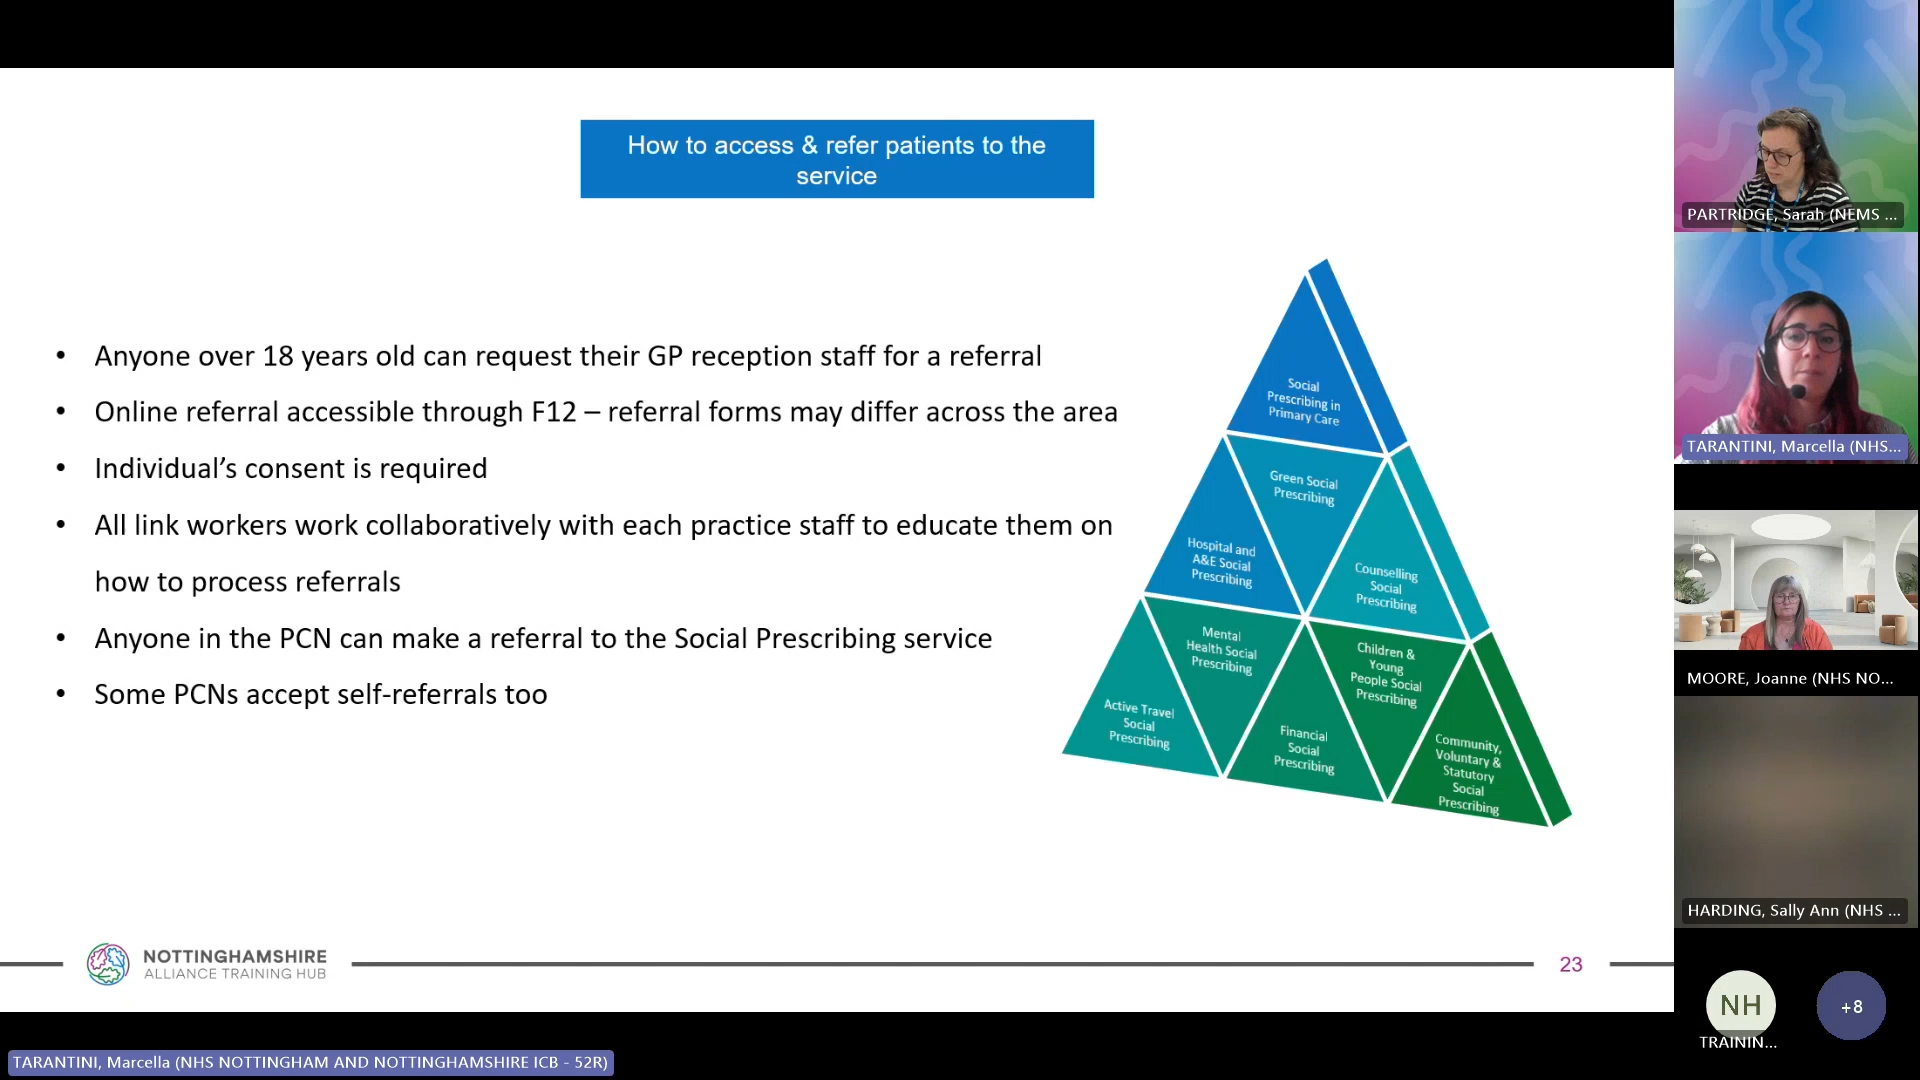 How to access & refer patients to the
service
• Anyone over 18 years old can request their GP reception staff for a referral
• Online referral accessible through F12 – referral forms may differ across the area
• Individual’s consent is required
• All link workers work collaboratively with each practice staff to educate them on
how to process referrals
• Anyone in the PCN can make a referral to the Social Prescribing service
• Some PCNs accept self-referrals too
Social
Prescribing in
Primary Care
Green Social
Prescribing
Hospital and
A&E Social
Prescribing
Counselling
Social
Prescribing
Mental
Health Social
Prescribing
Children &
Young
People Social
Prescribing
Active Travel
Social
Prescribing
Financial
Social
Prescribing
Community,
Voluntary &
Statutory
Social
Prescribing
NOTTINGHAMSHIRE
ALLIANCE TRAINING HUB
23
PARTRIDGE, Sarah (NEMS ...
TARANTINI, Marcella (NHS...
MOORE, Joanne (NHS NO...
HARDING, Sally Ann (NHS ...
NH
TRAININ...
+8
TARANTINI, Marcella (NHS NOTTINGHAM AND NOTTINGHAMSHIRE ICB - 52R)